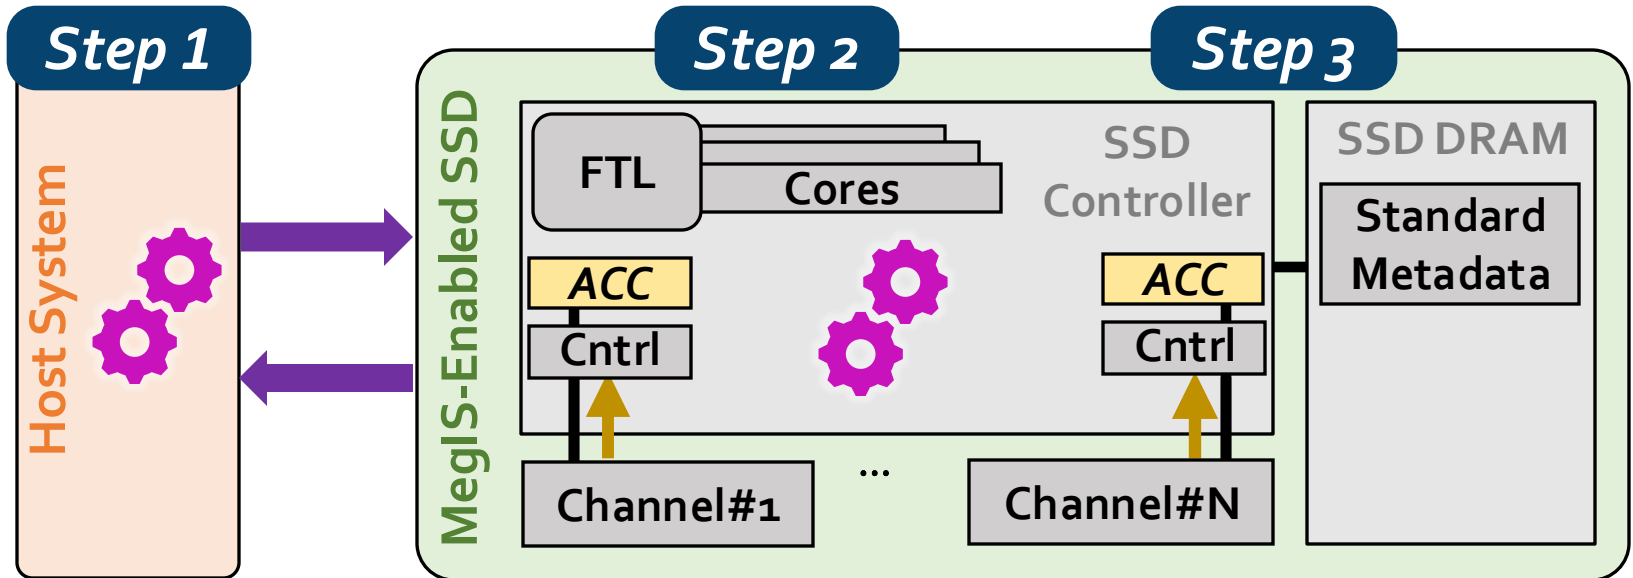 Step 1
Step 2
Step 3
Host System
MegIS-Enabled SSD
FTL
Cores
SSD
Controller
SSD DRAM
Standard
Metadata
ACC
Cntrl
ACC
Cntrl
Channel#1
...
Channel#N